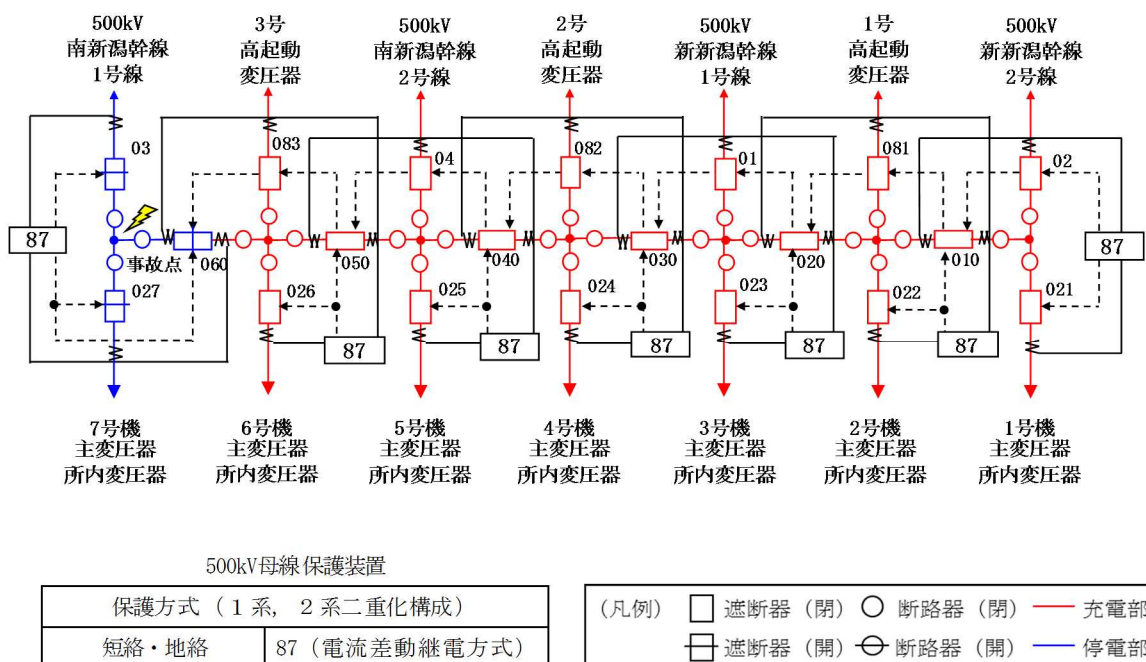 500kV
南新潟幹線
1号線
3号
高起動
変圧器
500kV
南新潟幹線
2号線
2号
高起動
変圧器
500kV
新新潟幹線
1号線
1号
高起動
変圧器
500kV
新新潟幹線
2号線
03
083
04
082
01
081
02
87
事故点
060
050
040
030
020
010
87
027
026
025
024
023
022
021
87
87
87
87
87
7号機
主変圧器
所内変圧器
6号機
主変圧器
所内変圧器
5号機
主変圧器
所内変圧器
4号機
主変圧器
所内変圧器
3号機
主変圧器
所内変圧器
2号機
主変圧器
所内変圧器
1号機
主変圧器
所内変圧器
500kV母線保護装置
保護方式（1系，2系二重化構成）
短絡・地絡 87（電流差動継電方式）
(凡例) 遮断器（閉） 断路器（閉） 充電部
遮断器（開） 断路器（開） 停電部